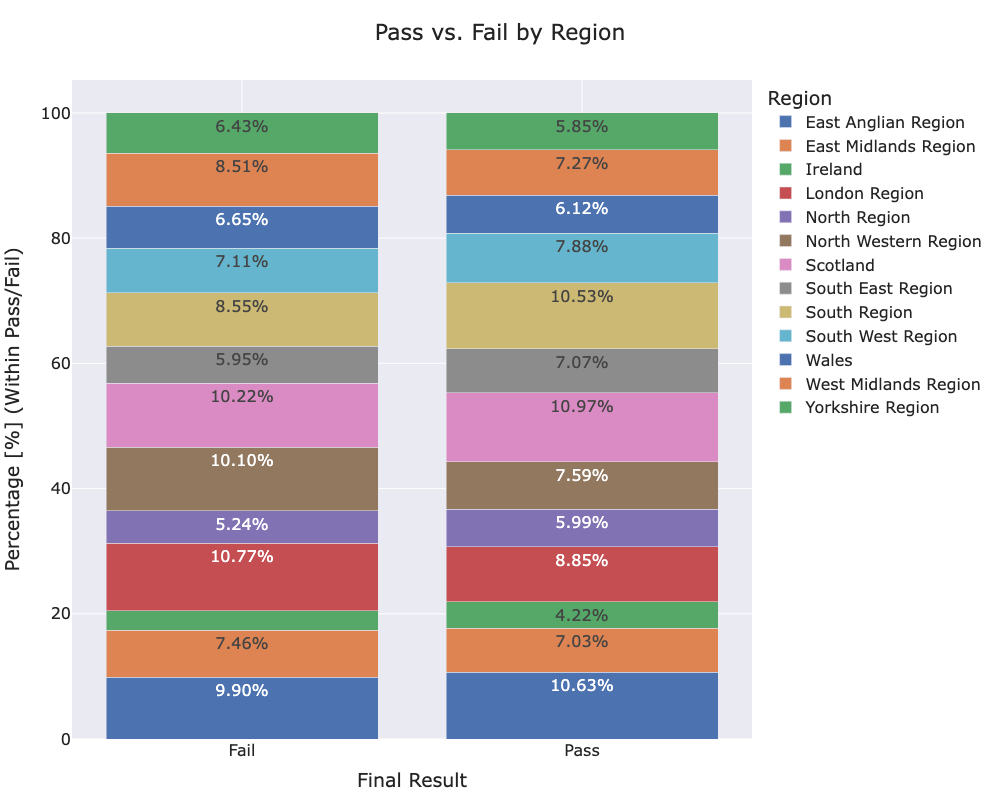 Pass vs. Fail by Region
Percentage [%] (Within Pass/Fail)
100
80
60
40
20
0
6.43%
8.51%
6.65%
7.11%
8.55%
5.95%
10.22%
10.10%
5.24%
10.77%
7.46%
9.90%
5.85%
7.27%
6.12%
7.88%
10.53%
7.07%
10.97%
7.59%
5.99%
8.85%
4.22%
7.03%
10.63%
Fail
Pass
Final Result
Region
East Anglian Region
East Midlands Region
Ireland
London Region
North Region
North Western Region
Scotland
South East Region
South Region
South West Region
Wales
West Midlands Region
Yorkshire Region